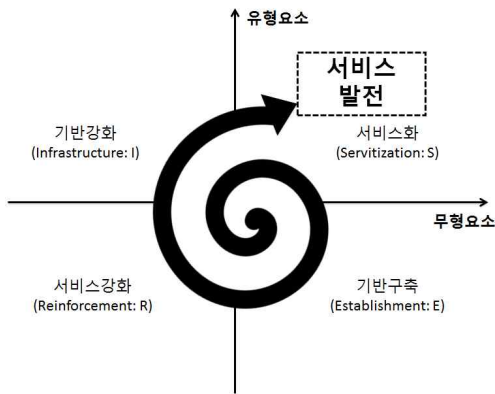 유형요소
서비스
발전
기반강화
(Infrastructure: I)
서비스화
(Servitization: S)
무형요소
서비스강화
(Reinforcement: R)
기반구축
(Establishment: E)